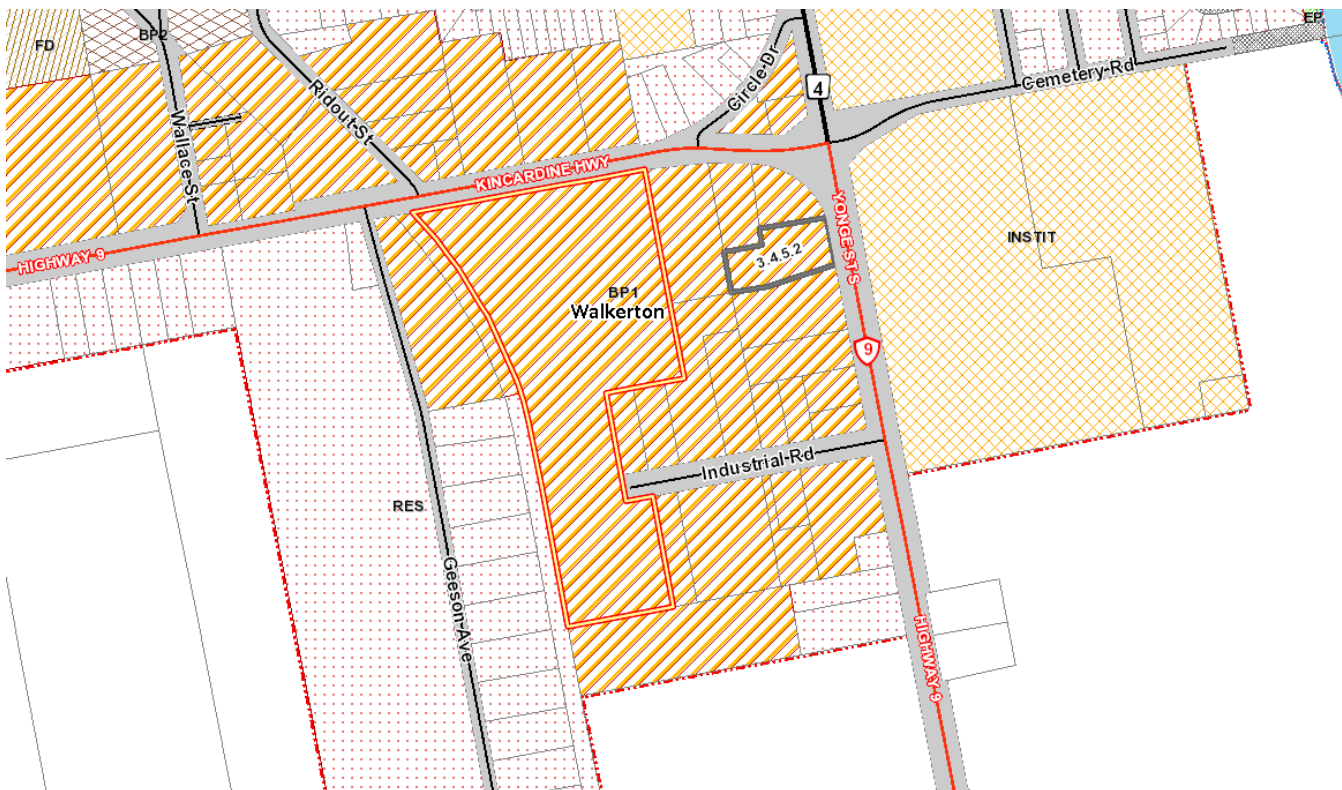 EP
FD
BP2
Circle-Dr
4
Cemetery-Rd
Ridout-St
Wallace-St
KINCARDINE-HWY
YONGE-ST-S
INSTIT
3.4.5.2
HIGHWAY-9
BP1
Walkerton
9
Industrial-Rd
RES
Geeson-Ave
HIGHWAY-9